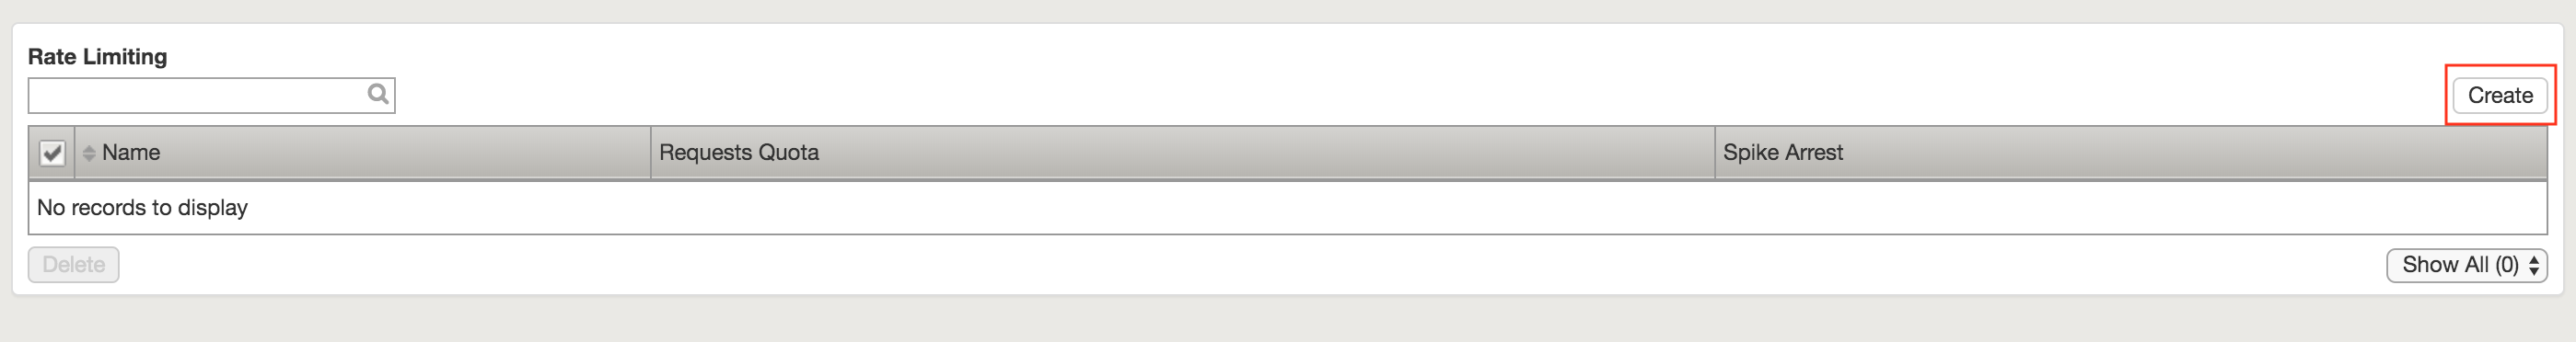 Rate Limiting
Create
Name Requests Quota Spike Arrest
No records to display
Delete Show All (0)